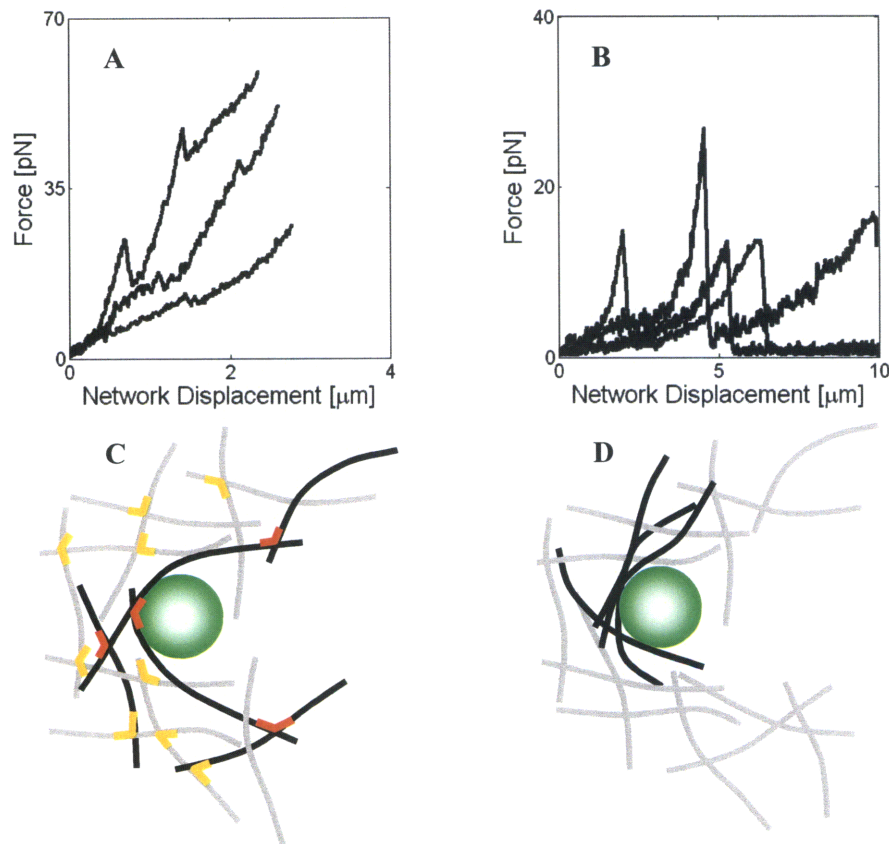 A
70
35
0
Force [pN]
0
2
4
Network Displacement [μm]
B
40
20
0
Force [pN]
0
5
10
Network Displacement [μm]
C
D